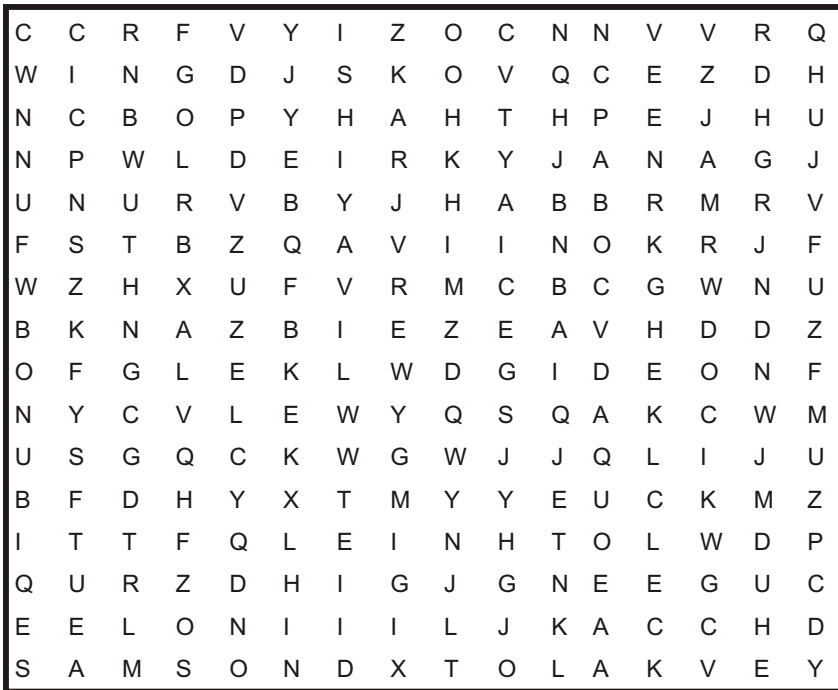 C C R F V Y I Z O C N N V V R Q
W I N G D J S K O V Q C E Z D H
N C B O P Y H A H T H P E J H U
N P W L D E I R K Y J A N A G J
U N U R V B Y J H A B B R M R V
F S T B Z Q A V I I N O K R J F
W Z H X U F V R M C B C G W N U
B K N A Z B I E Z E A V H D D Z
O F G L E K L W D G I D E O N F
N Y C V L E W Y Q S Q A K C W M
U S G Q C K W G W J J Q L I J U
B F D H Y X T M Y Y E U C K M Z
I T T F Q L E I N H T O L W D P
Q U R Z D H I G J G N E E G U C
E E L O N I I I L J K A C C H D
S A M S O N D X T O L A K V E Y